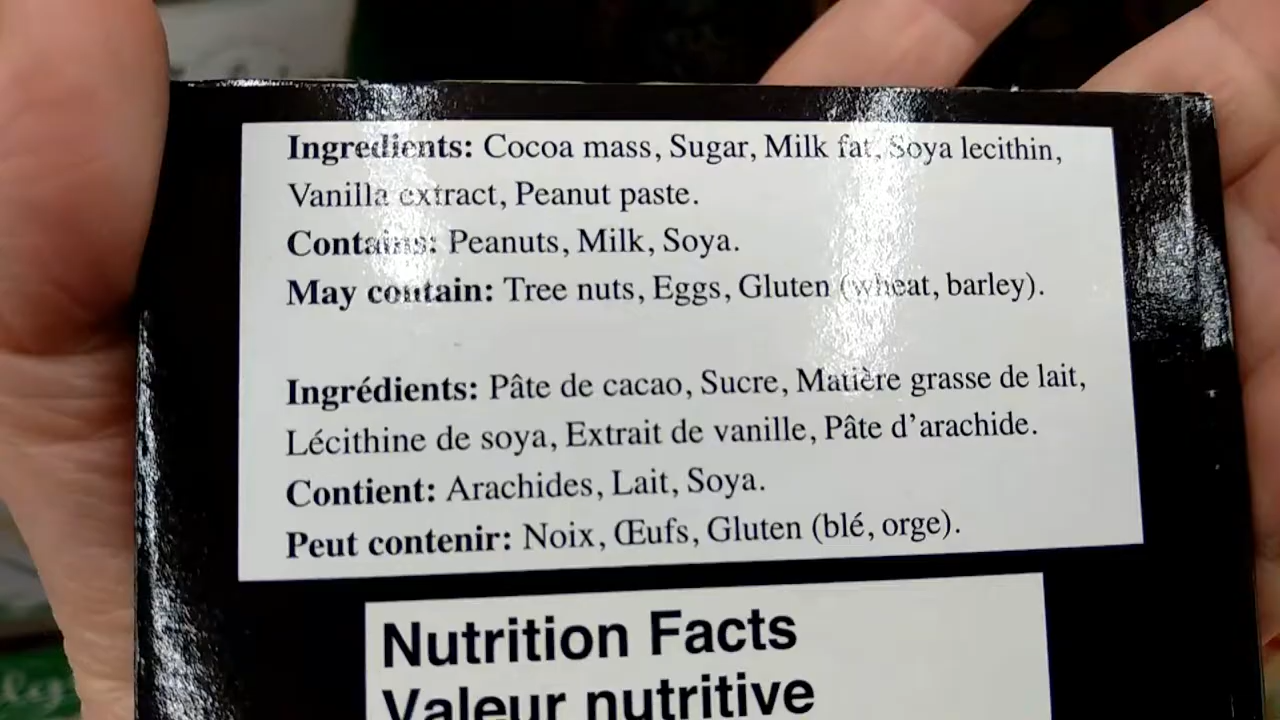 Ingredients: Cocoa mass, Sugar, Milk fat, Soya lecithin,
Vanilla extract, Peanut paste.
Contains: Peanuts, Milk, Soya.
May contain: Tree nuts, Eggs, Gluten (wheat, barley).
Ingrédients: Pâte de cacao, Sucre, Matière grasse de lait,
Lécithine de soya, Extrait de vanille, Pâte d’arachide.
Contient: Arachides, Lait, Soya.
Peut contenir: Noix, Œufs, Gluten (blé, orge).
Nutrition Facts
Valeur nutritive